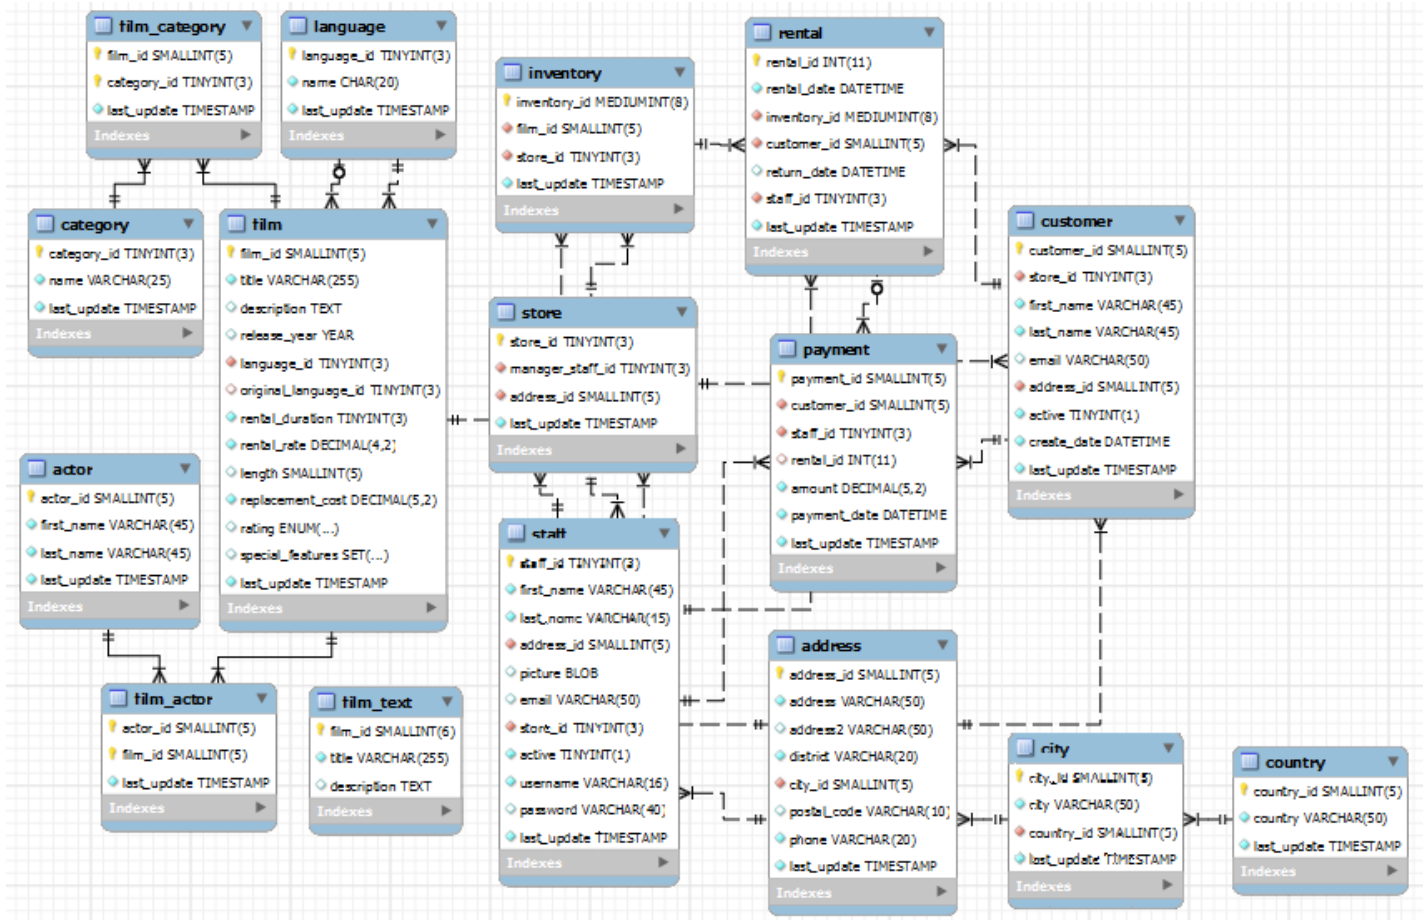 film_category
film_id SMALLINT(5)
category_id TINYINT(3)
last_update TIMESTAMP
Indexes
language
language_id TINYINT(3)
name CHAR(20)
last_update TIMESTAMP
Indexes
inventory
inventory_id MEDIUMINT(8)
film_id SMALLINT(5)
store_id TINYINT(3)
last_update TIMESTAMP
Indexes
rental
rental_id INT(11)
rental_date DATETIME
inventory_id MEDIUMINT(8)
customer_id SMALLINT(5)
return_date DATETIME
staff_id TINYINT(3)
last_update TIMESTAMP
Indexes
category
category_id TINYINT(3)
name VARCHAR(25)
last_update TIMESTAMP
Indexes
film
film_id SMALLINT(5)
title VARCHAR(255)
description TEXT
release_year YEAR
language_id TINYINT(3)
original_language_id TINYINT(3)
rental_duration TINYINT(3)
rental_rate DECIMAL(4,2)
length SMALLINT(5)
replacement_cost DECIMAL(5,2)
rating ENUM(...)
special_features SET(...)
last_update TIMESTAMP
Indexes
store
store_id TINYINT(3)
manager_staff_id TINYINT(3)
address_id SMALLINT(5)
last_update TIMESTAMP
Indexes
customer
customer_id SMALLINT(5)
store_id TINYINT(3)
first_name VARCHAR(45)
last_name VARCHAR(45)
email VARCHAR(50)
address_id SMALLINT(5)
active TINYINT(1)
create_date DATETIME
last_update TIMESTAMP
Indexes
payment
payment_id SMALLINT(5)
customer_id SMALLINT(5)
staff_id TINYINT(3)
rental_id INT(11)
amount DECIMAL(5,2)
payment_date DATETIME
last_update TIMESTAMP
Indexes
actor
actor_id SMALLINT(5)
first_name VARCHAR(45)
last_name VARCHAR(45)
last_update TIMESTAMP
Indexes
staff
staff_id TINYINT(3)
first_name VARCHAR(45)
last_name VARCHAR(45)
address_id SMALLINT(5)
picture BLOB
email VARCHAR(50)
store_id TINYINT(3)
active TINYINT(1)
username VARCHAR(16)
password VARCHAR(40)
last_update TIMESTAMP
Indexes
address
address_id SMALLINT(5)
address VARCHAR(50)
address2 VARCHAR(50)
district VARCHAR(20)
city_id SMALLINT(5)
postal_code VARCHAR(10)
phone VARCHAR(20)
last_update TIMESTAMP
Indexes
film_actor
actor_id SMALLINT(5)
film_id SMALLINT(5)
last_update TIMESTAMP
Indexes
film_text
film_id SMALLINT(6)
title VARCHAR(255)
description TEXT
Indexes
city
city_id SMALLINT(5)
city VARCHAR(50)
country_id SMALLINT(5)
last_update TIMESTAMP
Indexes
country
country_id SMALLINT(5)
country VARCHAR(50)
last_update TIMESTAMP
Indexes